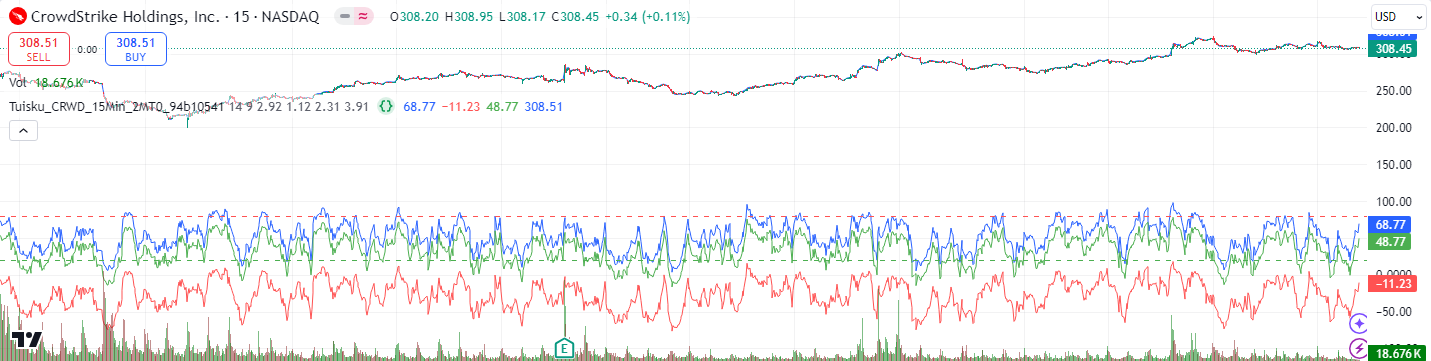 CrowdStrike Holdings, Inc. · 15 · NASDAQ O308.20 H308.95 L308.17 C308.45 +0.34 (+0.11%)
USD
308.51 SELL
0.00
308.51 BUY
308.45
Vol 18.676K
250.00
Tuisku_CRWD_15Min_2MT0_94b10541 14 9 2.92 1.12 2.31 3.91 {} 68.77 −11.23 48.77 308.51
200.00
150.00
100.00
68.77
48.77
0.0000
−11.23
−50.00
E
18.676K